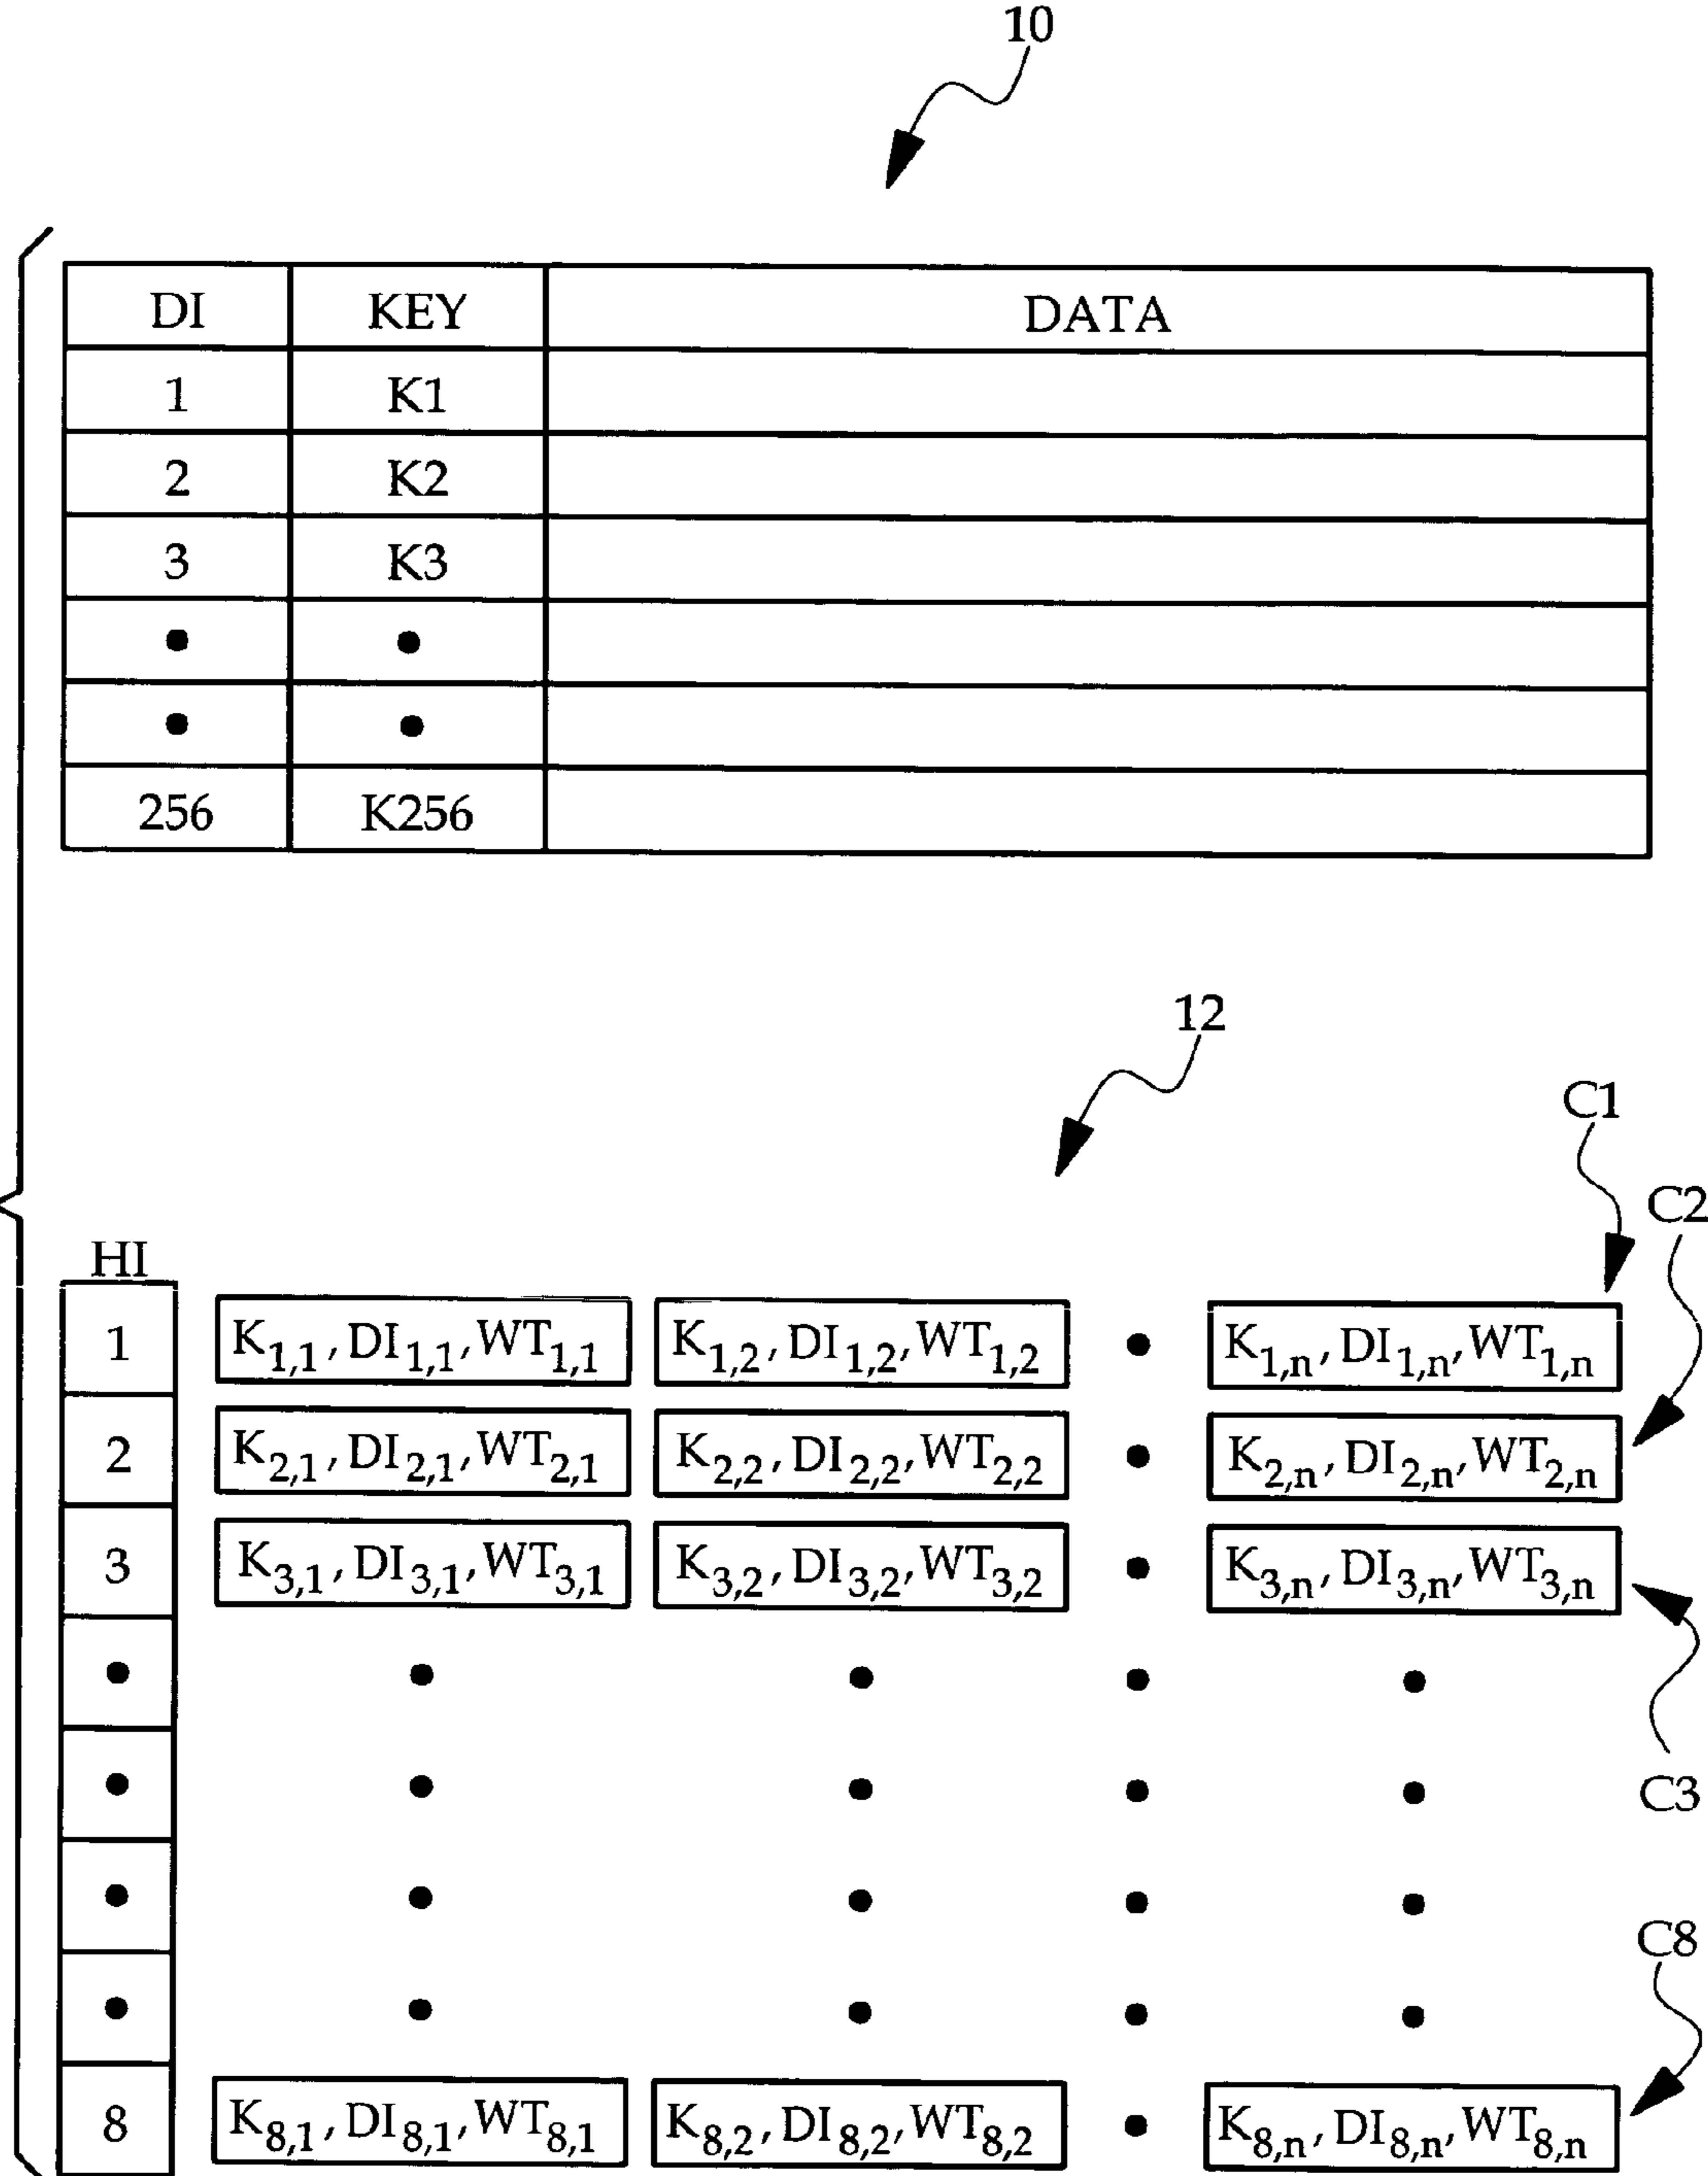 10
DI KEY DATA
1 K1
2 K2
3 K3
• •
• •
256 K256
12
C1
C2
HI
1 K1,1, DI1,1, WT1,1 K1,2, DI1,2, WT1,2 • K1,n, DI1,n, WT1,n
2 K2,1, DI2,1, WT2,1 K2,2, DI2,2, WT2,2 • K2,n, DI2,n, WT2,n
3 K3,1, DI3,1, WT3,1 K3,2, DI3,2, WT3,2 • K3,n, DI3,n, WT3,n
• • • • •
• • • • •
C3
• • • • •
C8
• • • • •
8 K8,1, DI8,1, WT8,1 K8,2, DI8,2, WT8,2 • K8,n, DI8,n, WT8,n